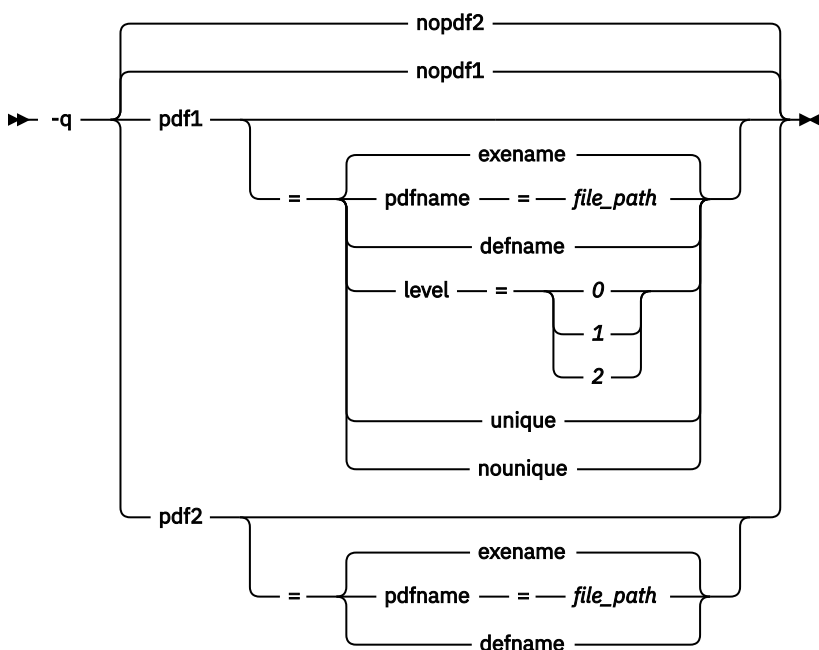 nopdf2
nopdf1
-q pdf1
exename
= pdfname = file_path
defname
level = 0
1
2
unique
nounique
pdf2
exename
= pdfname = file_path
defname